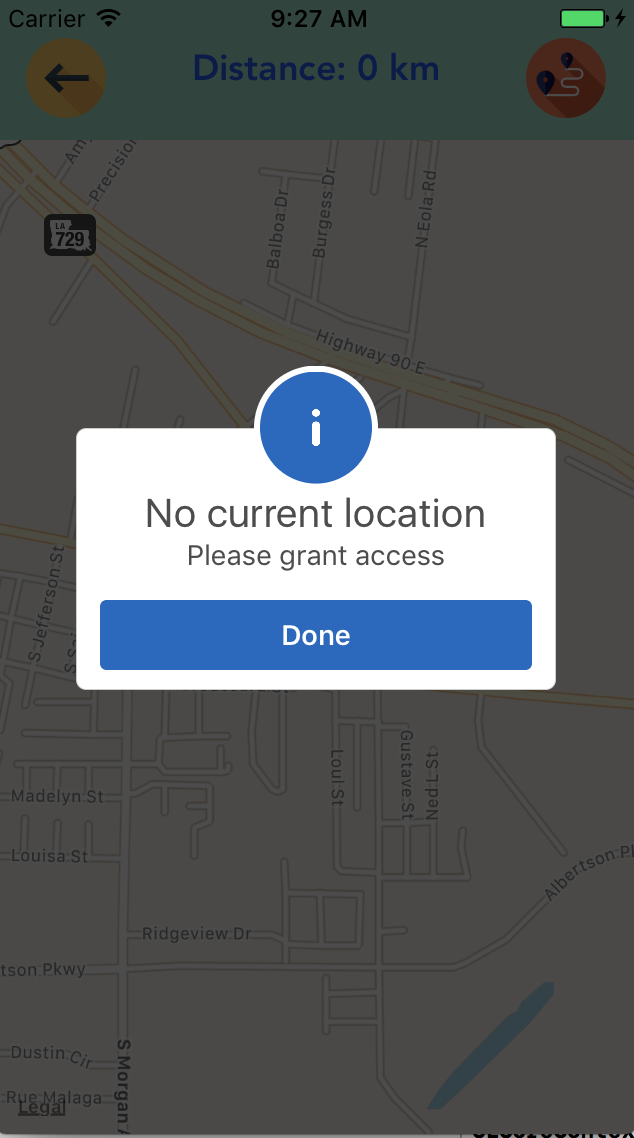 Carrier
9:27 AM
Distance: 0 km
Precision
LA
729
Balboa Dr
Burgess Dr
N Eola Rd
Highway 90 E
No current location
Please grant access
Done
S Jefferson St
Loui St
Gustave St
Ned L St
Madelyn St
Louisa St
Albertson P
Ridgeview Dr
tson Pkwy
Dustin Cir
S Morgan A
Rue Malaga
Legal